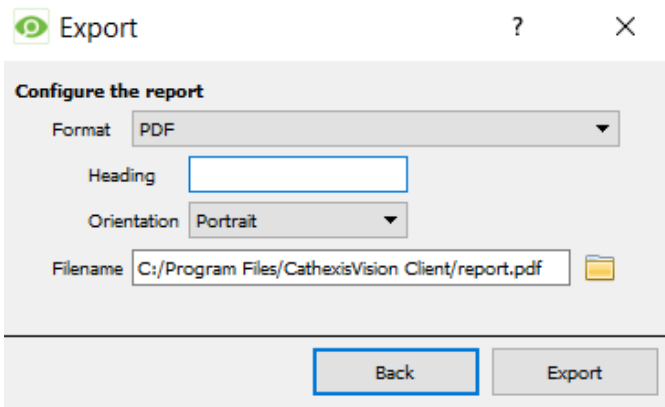 Export ?
Configure the report
Format PDF
Heading
Orientation Portrait
Filename C:/Program Files/CathexisVision Client/report.pdf
Back Export